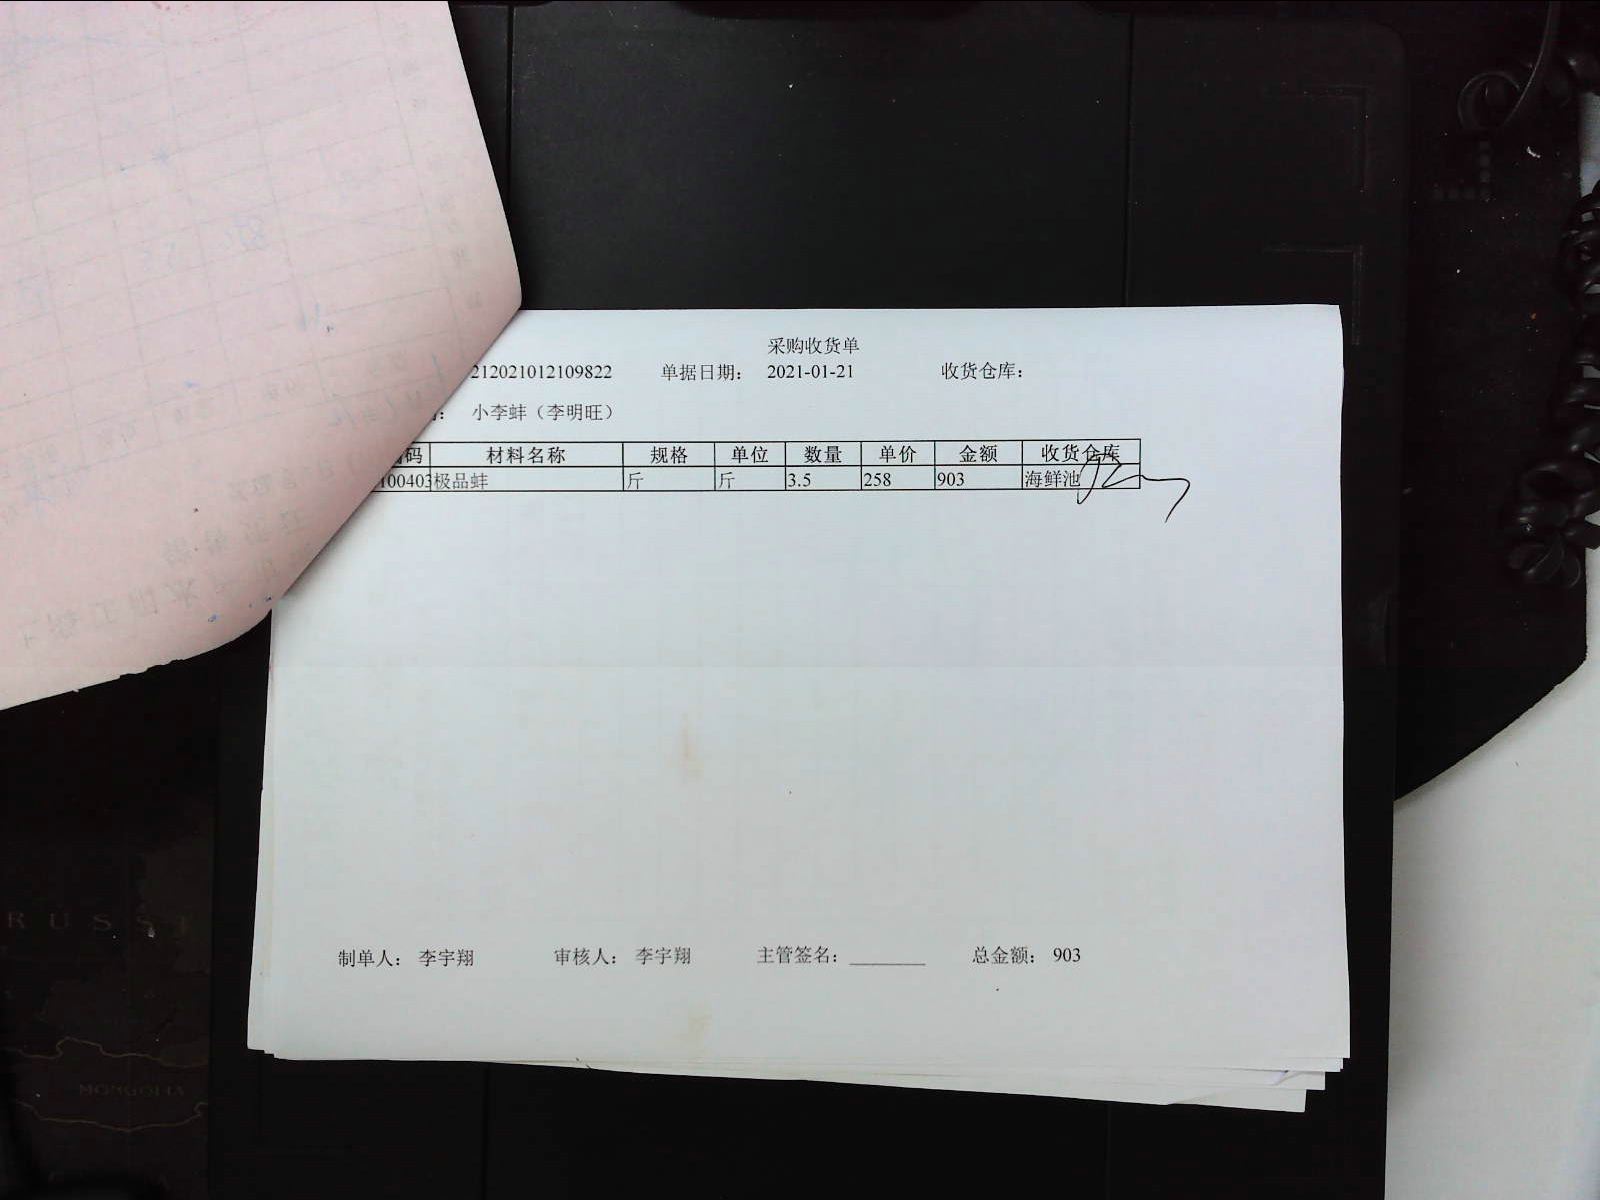 采购收货单
212021012109822 单据日期： 2021-01-21 收货仓库：
： 小李蚌（李明旺）
码 材料名称 规格 单位 数量 单价 金额 收货仓库
100403 极品蚌 斤 斤 3.5 258 903 海鲜池
制单人： 李宇翔 审核人： 李宇翔 主管签名：________ 总金额： 903
RUSSI
MONGOLIA